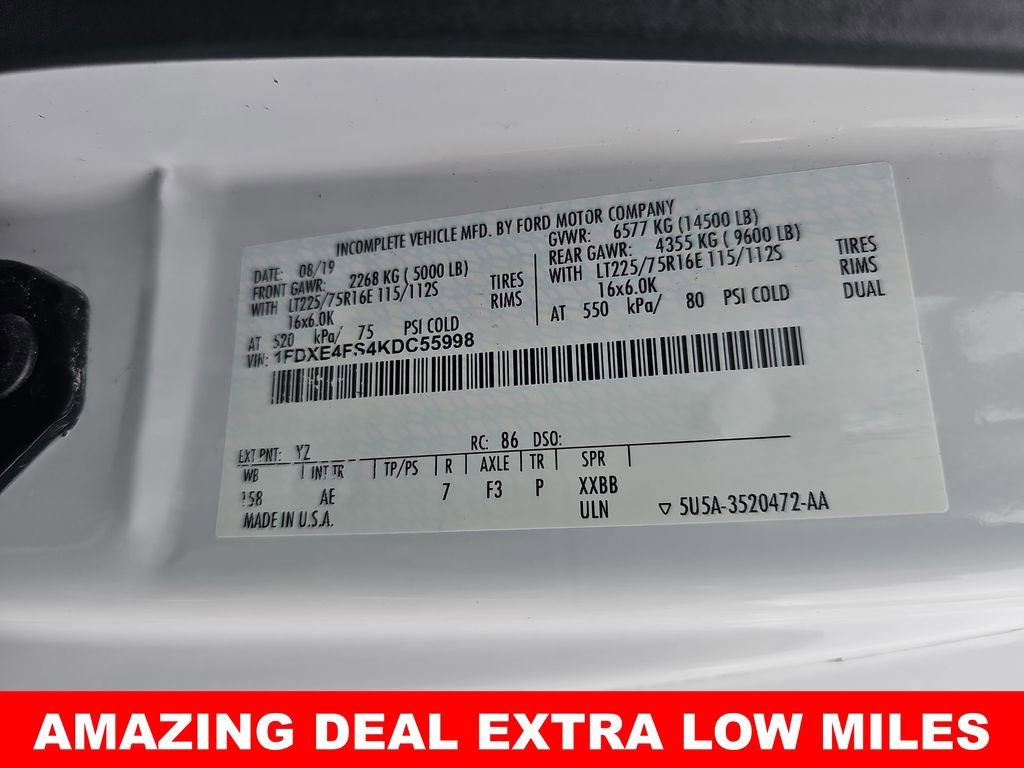 INCOMPLETE VEHICLE MFD. BY FORD MOTOR COMPANY
DATE: 08/19
GVWR: 6577 KG (14500 LB)
FRONT GAWR: 2268 KG ( 5000 LB)
REAR GAWR: 4355 KG ( 9600 LB)
WITH LT225/75R16E 115/112S TIRES
WITH LT225/75R16E 115/112S TIRES
16x6.0K RIMS
16x6.0K RIMS
AT 520 kPa/ 75 PSI COLD
AT 550 kPa/ 80 PSI COLD DUAL
VIN: 1FDXE4FS4KDC55998
EXT PNT: YZ RC: 86 DSO:
WB INT TR TP/PS R AXLE TR SPR
158 AE 7 F3 P XXBB
ULN
MADE IN U.S.A. ▽ 5U5A-3520472-AA
AMAZING DEAL EXTRA LOW MILES